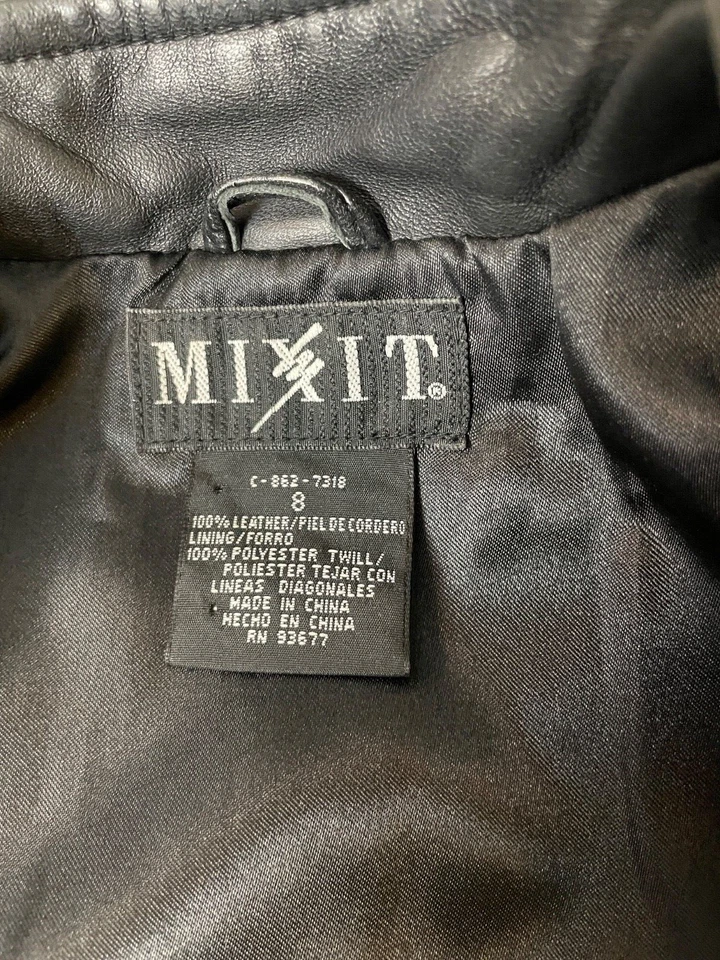 MIXIT®
C-862-7318
8
100% LEATHER/PIEL DE CORDERO
LINING/FORRO
100% POLYESTER TWILL/
POLIESTER TEJAR CON
LINEAS DIAGONALES
MADE IN CHINA
HECHO EN CHINA
RN 93677